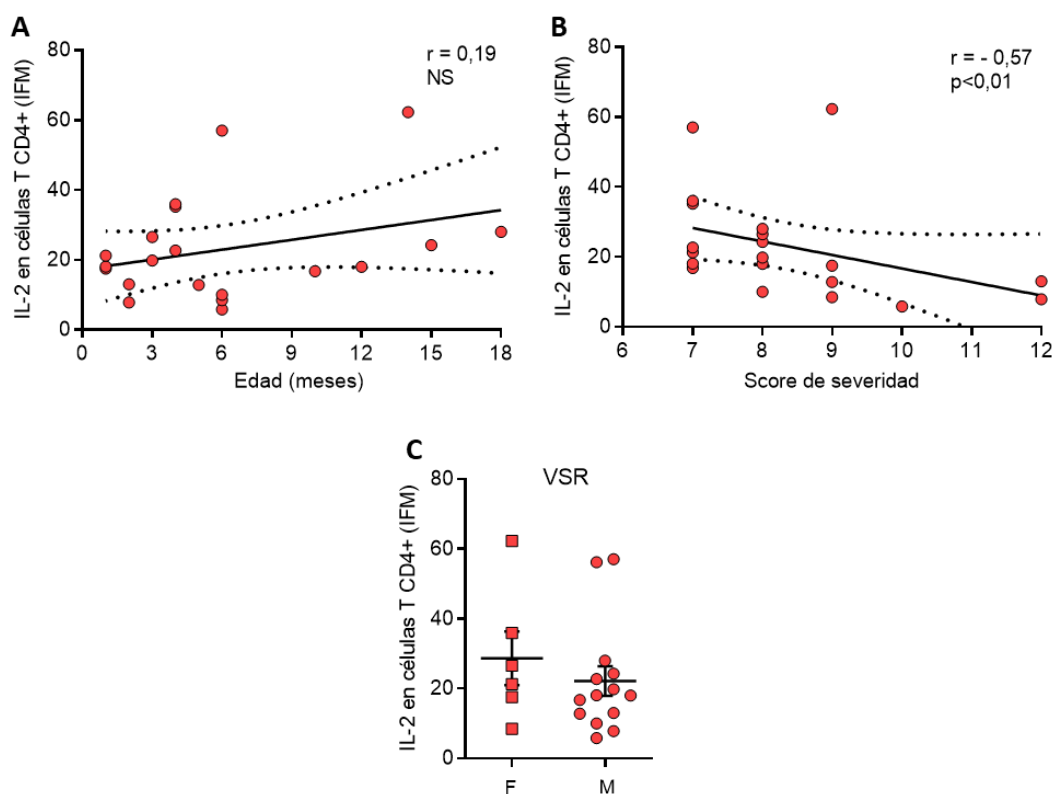 A
IL-2 en células T CD4+ (IFM)
80
60
40
20
0
r = 0,19
NS
0 3 6 9 12 15 18
Edad (meses)
B
IL-2 en células T CD4+ (IFM)
80
60
40
20
0
r = - 0,57
p<0,01
6 7 8 9 10 11 12
Score de severidad
C
VSR
IL-2 en células T CD4+ (IFM)
80
60
40
20
0
F M